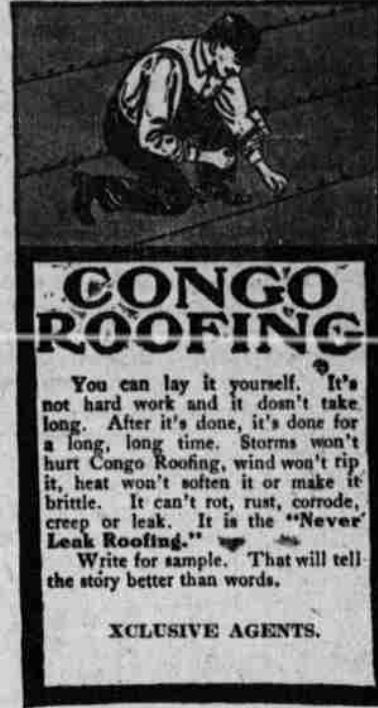 CONGO
ROOFING
You can lay it yourself. It's
not hard work and it dosn't take
long. After it's done, it's done for
a long, long time. Storms won't
hurt Congo Roofing, wind won't rip
it, heat won't soften it or make it
brittle. It can't rot, rust, corrode,
creep or leak. It is the "Never
Leak Roofing."
Write for sample. That will tell
the story better than words.
XCLUSIVE AGENTS.